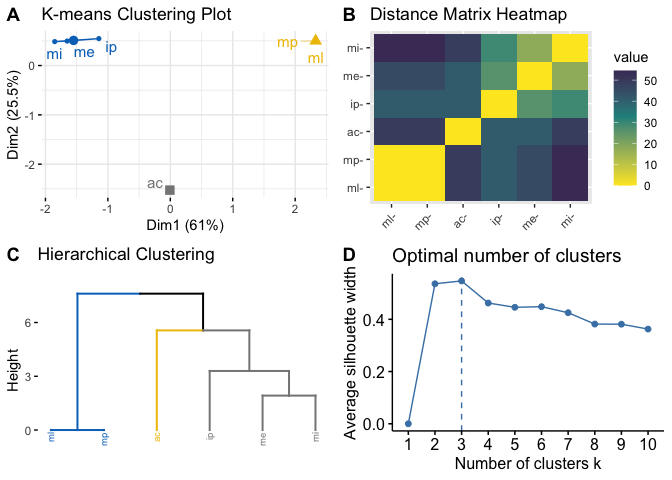 A K-means Clustering Plot
mi me ip
mp
ml
ac
0
-1
-2
Dim2 (25.5%)
-2 -1 0 1 2
Dim1 (61%)
B Distance Matrix Heatmap
mi-
me-
ip-
ac-
mp-
ml-
ml- mp- ac- ip- me- mi-
value
50
40
30
20
10
0
C Hierarchical Clustering
6
3
0
Height
ml mp ac ip me mi
D Optimal number of clusters
0.4
0.2
0.0
Average silhouette width
1 2 3 4 5 6 7 8 9 10
Number of clusters k